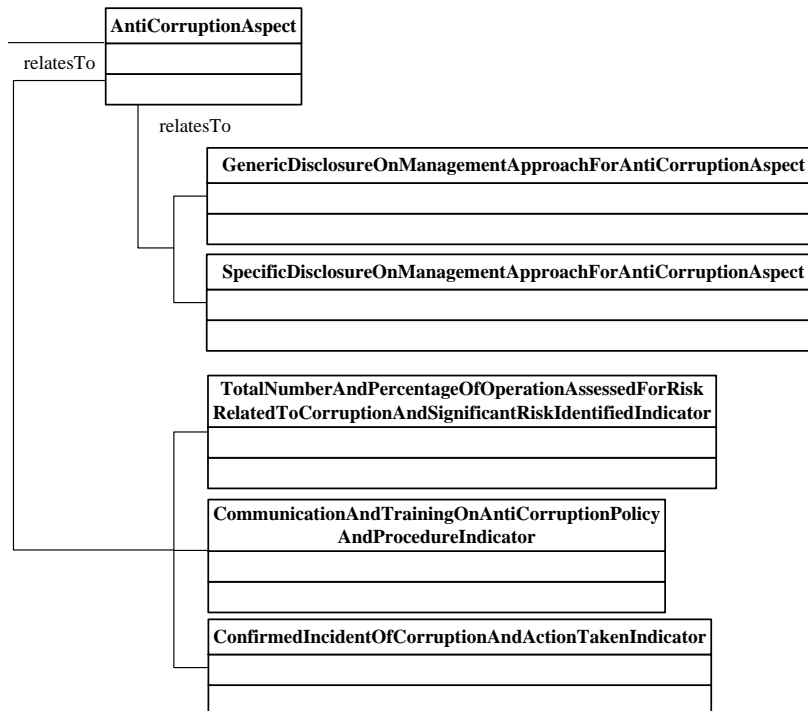 AntiCorruptionAspect
relatesTo
relatesTo
GenericDisclosureOnManagementApproachForAntiCorruptionAspect
SpecificDisclosureOnManagementApproachForAntiCorruptionAspect
TotalNumberAndPercentageOfOperationAssessedForRisk
RelatedToCorruptionAndSignificantRiskIdentifiedIndicator
CommunicationAndTrainingOnAntiCorruptionPolicy
AndProcedureIndicator
ConfirmedIncidentOfCorruptionAndActionTakenIndicator